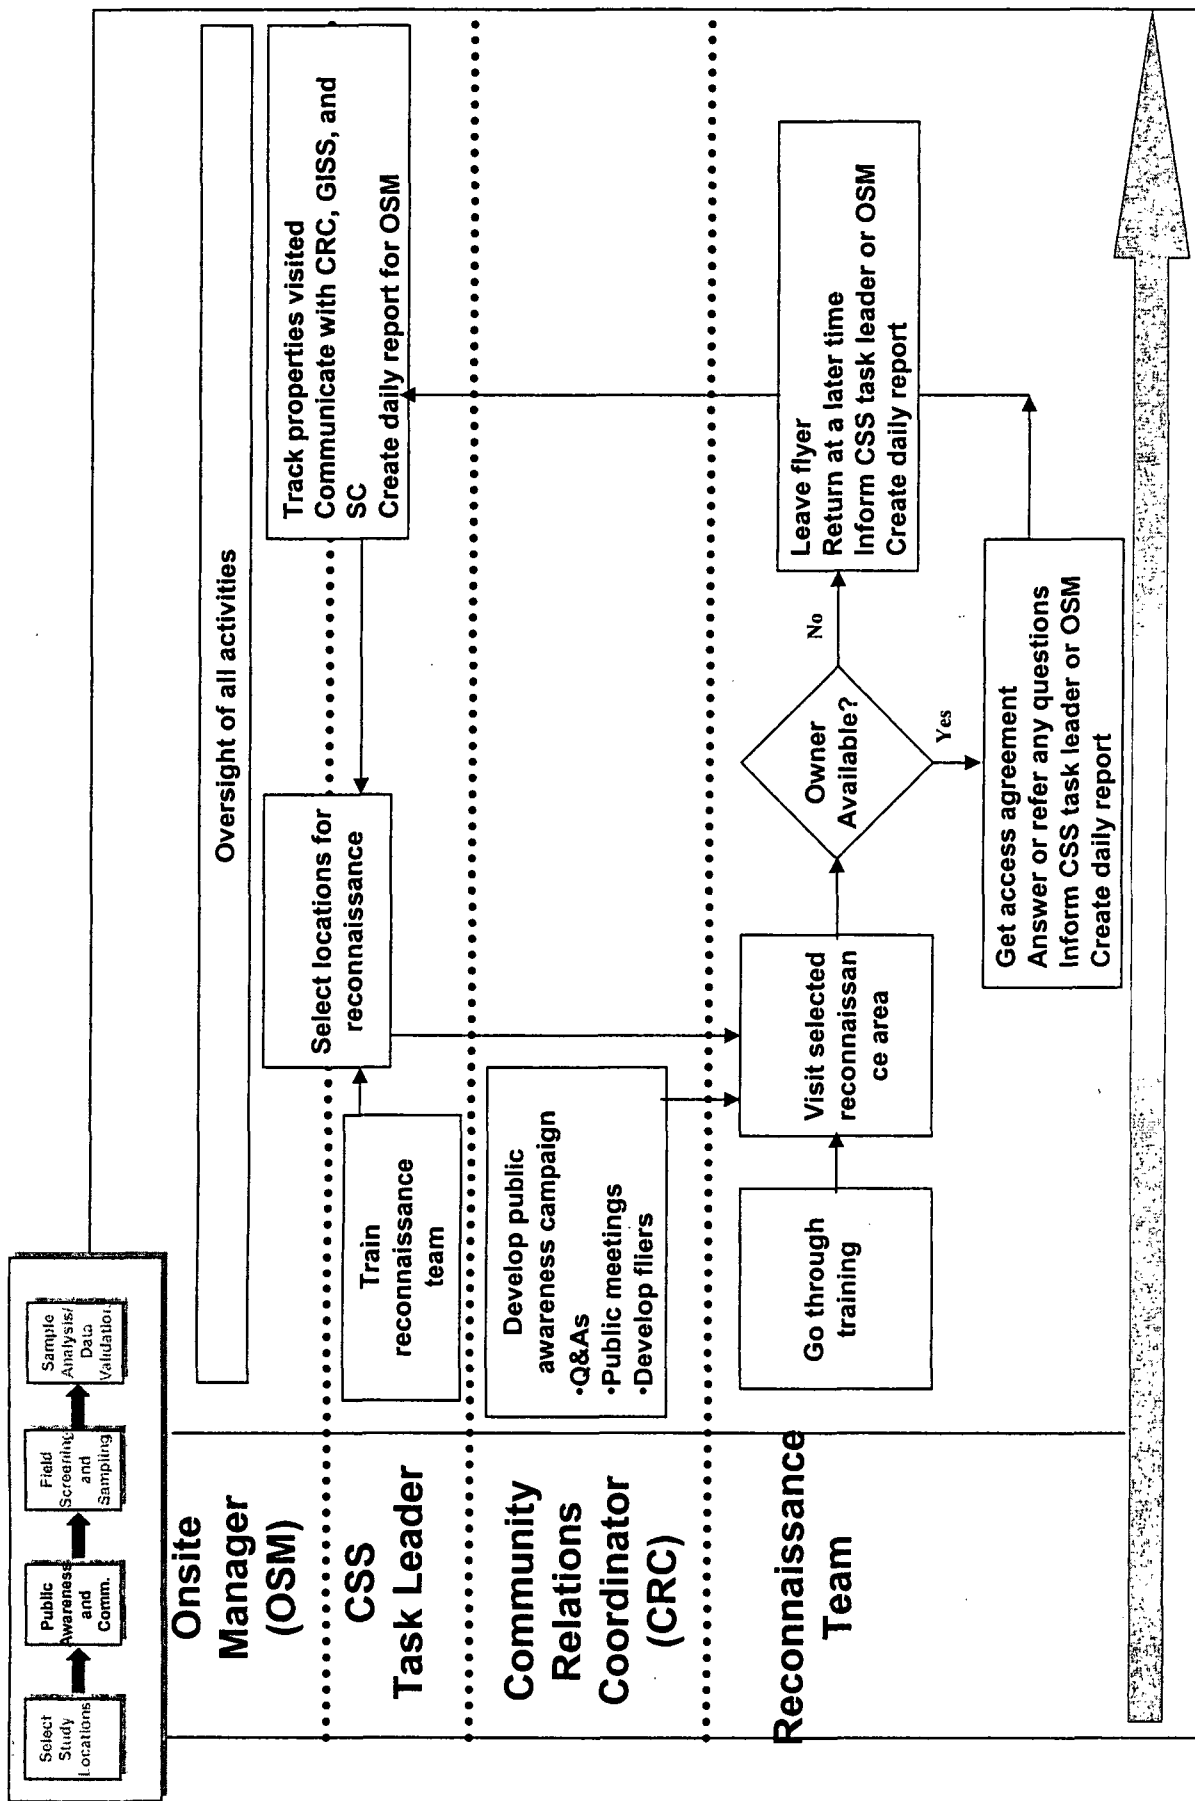 Select
Study
Locations
Public
Awareness
and
Comm.
Field
Screening
and
Sampling
Sample
Analysis/
Data
Validation
Onsite
Manager
(OSM)
Oversight of all activities
CSS
Task Leader
Train
reconnaissance
team
Select locations for
reconnaissance
Track properties visited
Communicate with CRC, GISS, and
SC
Create daily report for OSM
Community
Relations
Coordinator
(CRC)
Develop public
awareness campaign
•Q&As
•Public meetings
•Develop fliers
Reconnaissance
Team
Go through
training
Visit selected
reconnaissan
ce area
Owner
Available?
No
Yes
Leave flyer
Return at a later time
Inform CSS task leader or OSM
Create daily report
Get access agreement
Answer or refer any questions
Inform CSS task leader or OSM
Create daily report